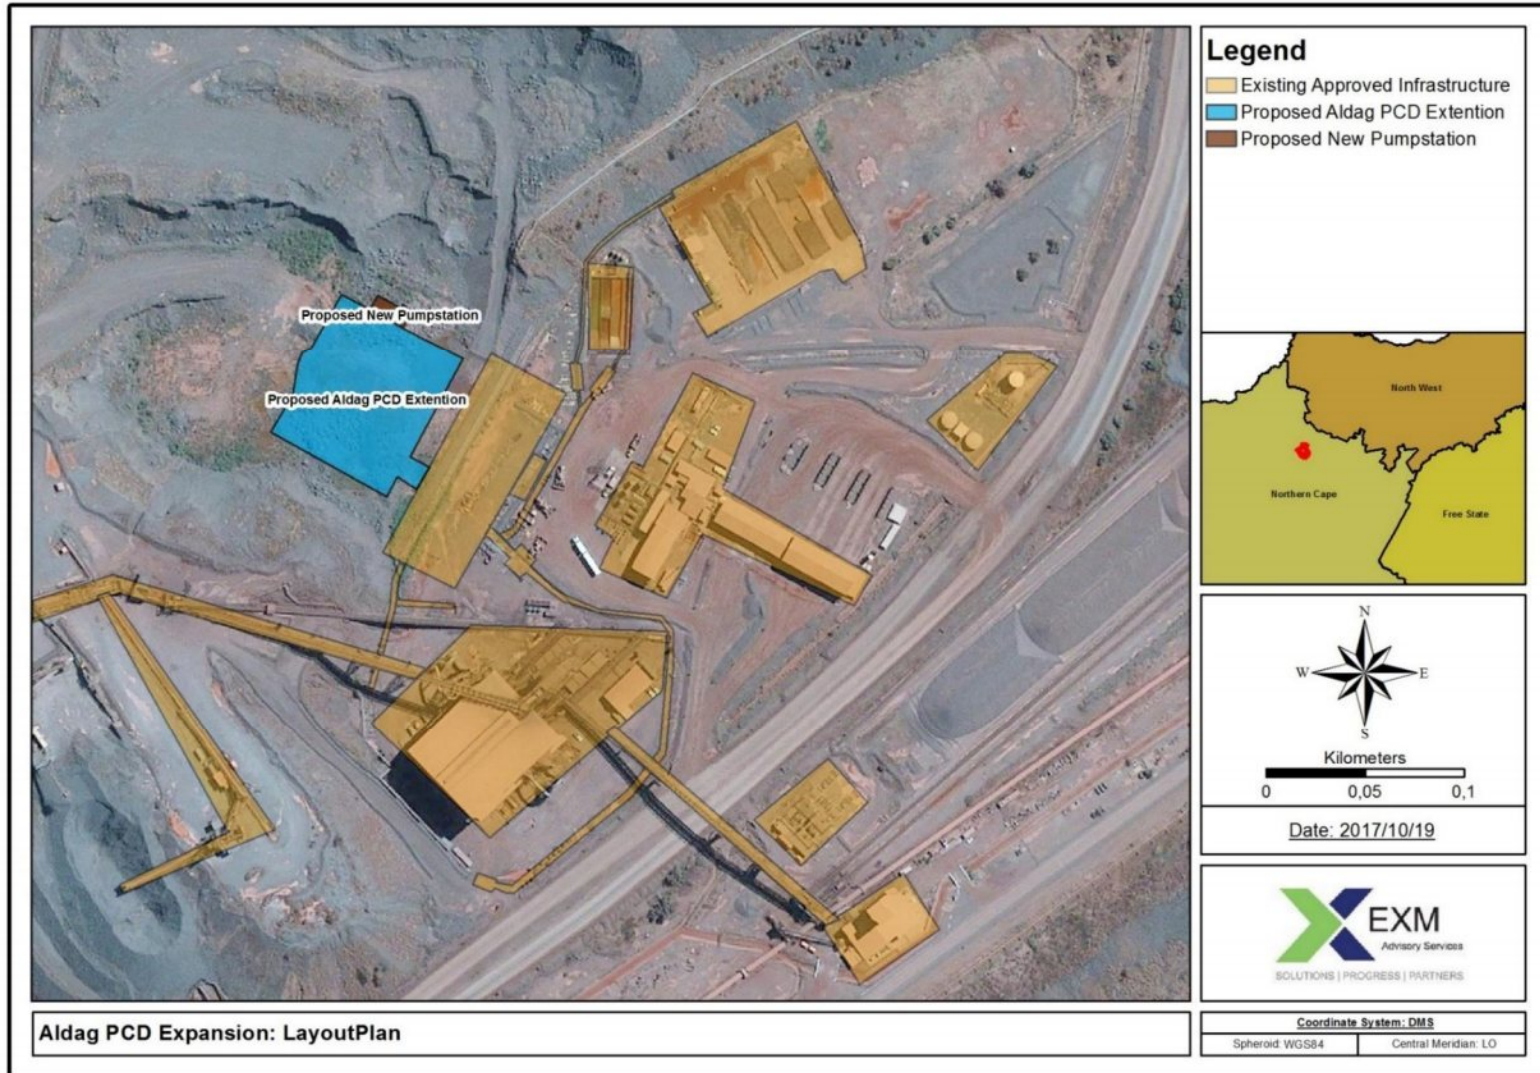 Legend
Existing Approved Infrastructure
Proposed Aldag PCD Extention
Proposed New Pumpstation
Proposed New Pumpstation
Proposed Aldag PCD Extention
North West
Northern Cape
Free State
N
W E
S
Kilometers
0 0,05 0,1
Date: 2017/10/19
EXM
Advisory Services
SOLUTIONS | PROGRESS | PARTNERS
Aldag PCD Expansion: LayoutPlan
Coordinate System: DMS
Spheroid: WGS84 Central Meridian: LO